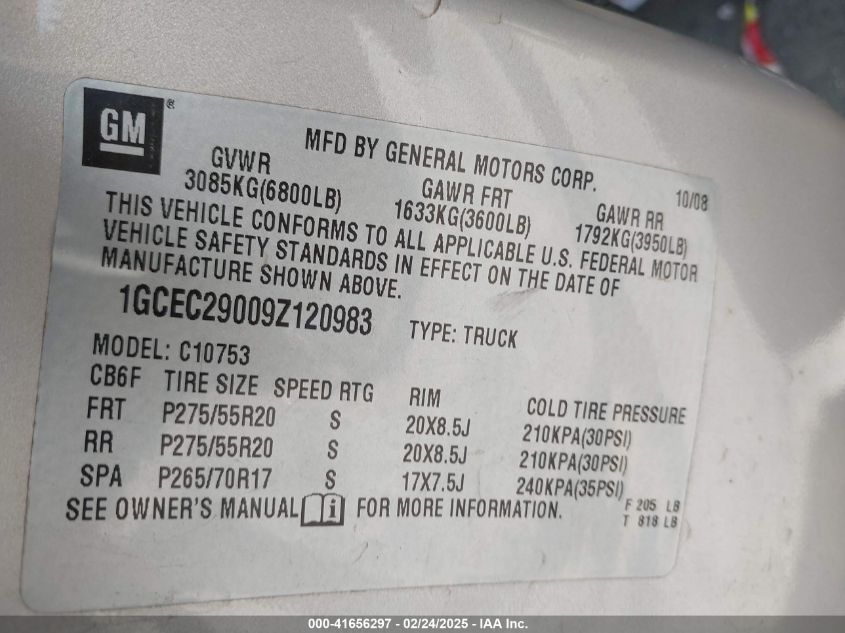 GM®
MFD BY GENERAL MOTORS CORP. 10/08
GVWR GAWR FRT GAWR RR
3085KG(6800LB) 1633KG(3600LB) 1792KG(3950LB)
THIS VEHICLE CONFORMS TO ALL APPLICABLE U.S. FEDERAL MOTOR
VEHICLE SAFETY STANDARDS IN EFFECT ON THE DATE OF
MANUFACTURE SHOWN ABOVE.
1GCEC29009Z120983 TYPE: TRUCK
MODEL: C10753
CB6F TIRE SIZE SPEED RTG RIM COLD TIRE PRESSURE
FRT P275/55R20 S 20X8.5J 210KPA(30PSI)
RR P275/55R20 S 20X8.5J 210KPA(30PSI)
SPA P265/70R17 S 17X7.5J 240KPA(35PSI)
SEE OWNER'S MANUAL FOR MORE INFORMATION. F 205 LB
T 818 LB
000-41656297 - 02/24/2025 - IAA Inc.